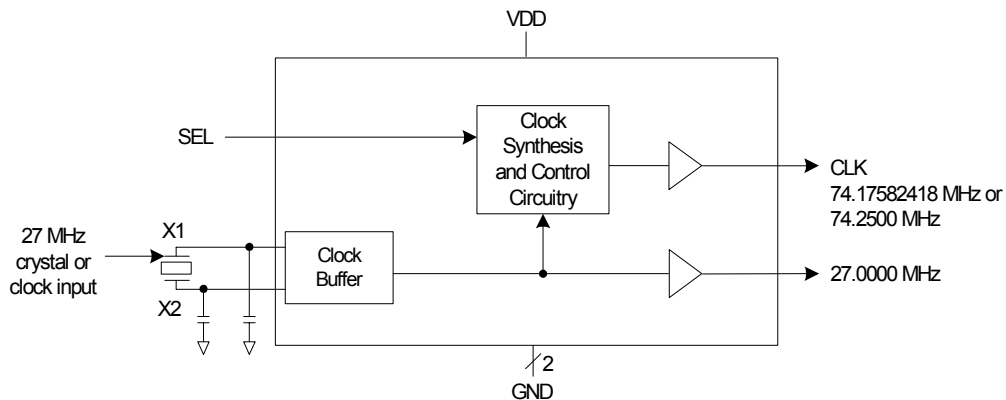 VDD
SEL
Clock
Synthesis
and Control
Circuitry
CLK
74.17582418 MHz or
74.2500 MHz
27 MHz
crystal or
clock input
X1
X2
Clock
Buffer
27.0000 MHz
2
GND